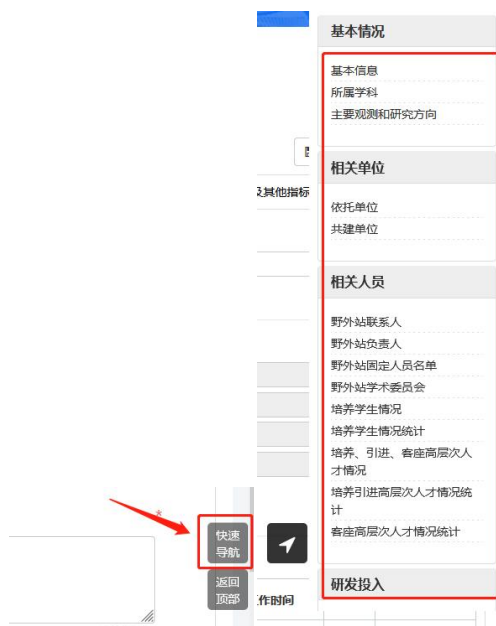 基本情况
基本信息
所属学科
主要观测和研究方向
相关单位
及其他指标
依托单位
共建单位
相关人员
野外站联系人
野外站负责人
野外站固定人员名单
野外站学术委员会
培养学生情况
培养学生情况统计
培养、引进、客座高层次人
才情况
培养引进高层次人才情况统
计
客座高层次人才情况统计
*
快速
导航
返回
顶部
研发投入
作时间